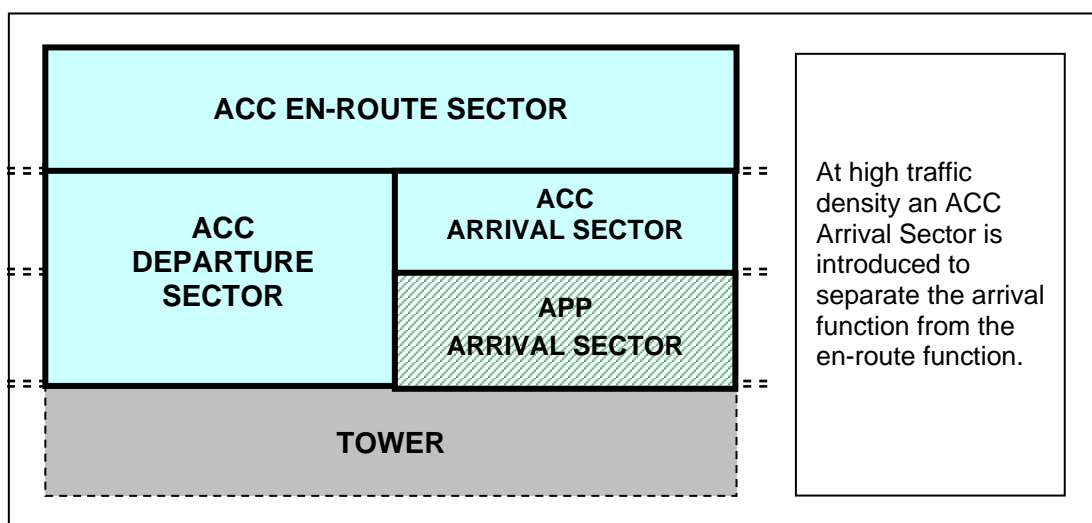 ACC EN-ROUTE SECTOR
ACC
DEPARTURE
SECTOR
ACC
ARRIVAL SECTOR
APP
ARRIVAL SECTOR
TOWER
At high traffic
density an ACC
Arrival Sector is
introduced to
separate the arrival
function from the
en-route function.